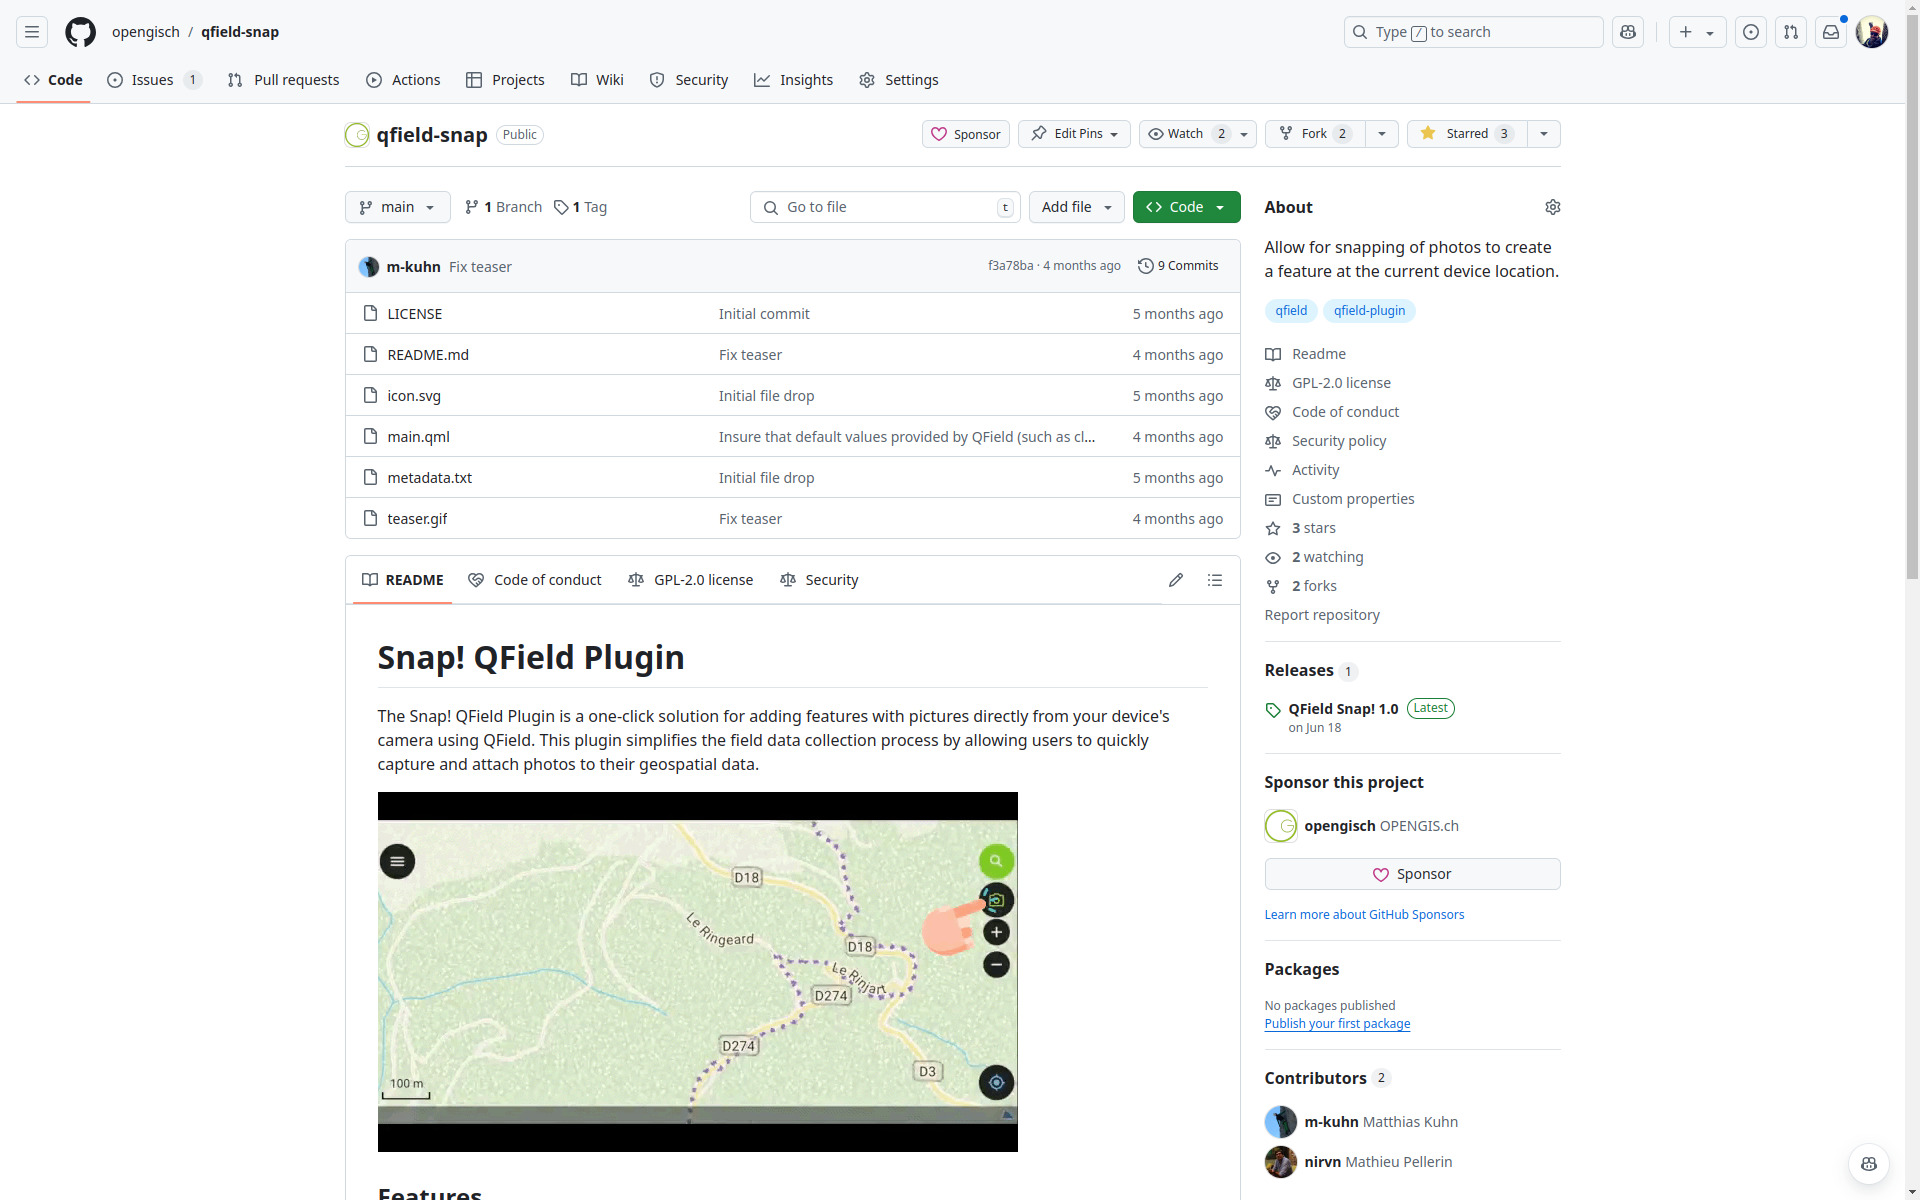 opengisch / qfield-snap
Type / to search
Code
Issues 1
Pull requests
Actions
Projects
Wiki
Security
Insights
Settings
qfield-snap Public
Sponsor
Edit Pins
Watch 2
Fork 2
Starred 3
main
1 Branch
1 Tag
Go to file t
Add file
Code
m-kuhn Fix teaser f3a78ba · 4 months ago 9 Commits
LICENSE Initial commit 5 months ago
README.md Fix teaser 4 months ago
icon.svg Initial file drop 5 months ago
main.qml Insure that default values provided by QField (such as cl... 4 months ago
metadata.txt Initial file drop 5 months ago
teaser.gif Fix teaser 4 months ago
README
Code of conduct
GPL-2.0 license
Security
Snap! QField Plugin
The Snap! QField Plugin is a one-click solution for adding features with pictures directly from your device's
camera using QField. This plugin simplifies the field data collection process by allowing users to quickly
capture and attach photos to their geospatial data.
D18
Le Ringeard
D18
Le Rinjart
D274
D274
D3
100 m
Features
About
Allow for snapping of photos to create
a feature at the current device location.
qfield qfield-plugin
Readme
GPL-2.0 license
Code of conduct
Security policy
Activity
Custom properties
3 stars
2 watching
2 forks
Report repository
Releases 1
QField Snap! 1.0 Latest
on Jun 18
Sponsor this project
opengisch OPENGIS.ch
Sponsor
Learn more about GitHub Sponsors
Packages
No packages published
Publish your first package
Contributors 2
m-kuhn Matthias Kuhn
nirvn Mathieu Pellerin